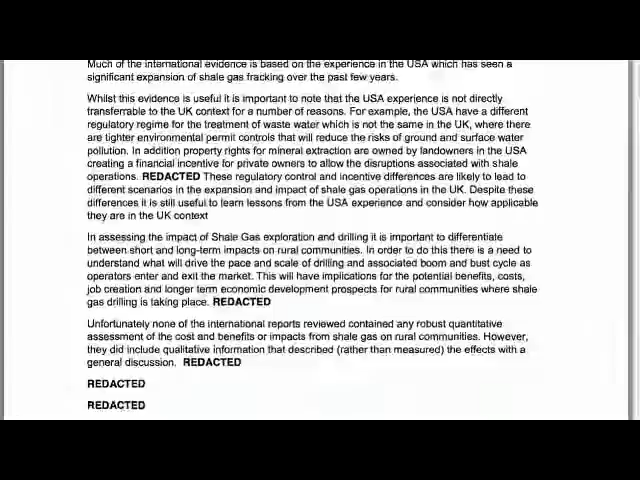 Much of the international evidence is based on the experience in the USA which has seen a
significant expansion of shale gas fracking over the past few years.
Whilst this evidence is useful it is important to note that the USA experience is not directly
transferrable to the UK context for a number of reasons. For example, the USA have a different
regulatory regime for the treatment of waste water which is not the same in the UK, where there
are tighter environmental permit controls that will reduce the risks of ground and surface water
pollution. In addition property rights for mineral extraction are owned by landowners in the USA
creating a financial incentive for private owners to allow the disruptions associated with shale
operations. REDACTED These regulatory control and incentive differences are likely to lead to
different scenarios in the expansion and impact of shale gas operations in the UK. Despite these
differences it is still useful to learn lessons from the USA experience and consider how applicable
they are in the UK context
In assessing the impact of Shale Gas exploration and drilling it is important to differentiate
between short and long-term impacts on rural communities. In order to do this there is a need to
understand what will drive the pace and scale of drilling and associated boom and bust cycle as
operators enter and exit the market. This will have implications for the potential benefits, costs,
job creation and longer term economic development prospects for rural communities where shale
gas drilling is taking place. REDACTED
Unfortunately none of the international reports reviewed contained any robust quantitative
assessment of the cost and benefits or impacts from shale gas on rural communities. However,
they did include qualitative information that described (rather than measured) the effects with a
general discussion. REDACTED
REDACTED
REDACTED